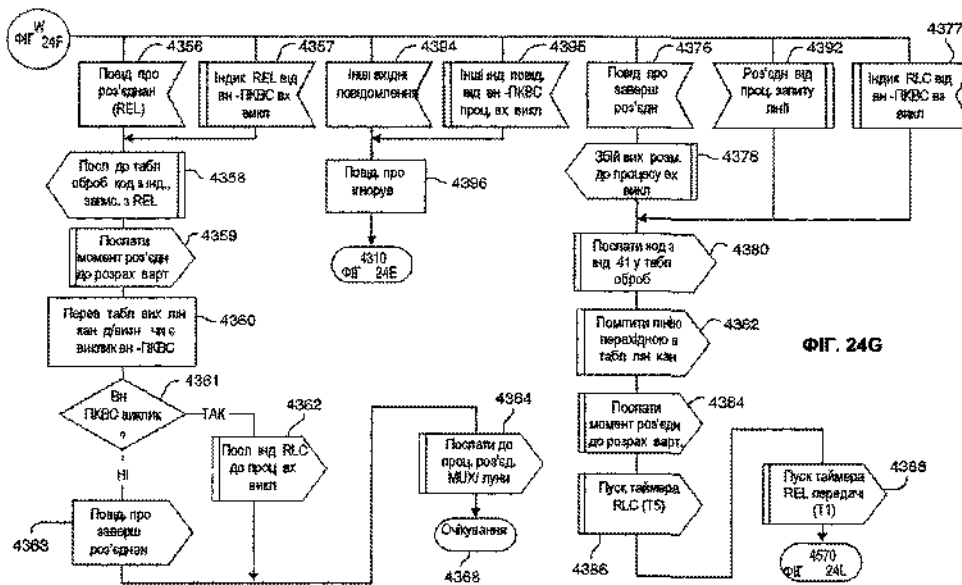 W
ФІГ 24F
4356
Повід про
роз'єднан
(REL)
4357
Індик REL від
вн -ПКВС вх
викл
4394
Інші вхідні
повідомлення
4395
Інші інд повід.
від вн -ПКВС
проц. вх викл
4376
Повід про
заверш
роз'єдн
4392
Роз'єдн від
проц. запиту
лінії
4377
Індик RLC від
вн -ПКВС вх
викл
Посл до табл
оброб код з інд.,
завис. з REL
4358
Послати
момент роз'єдн
до розрах варт
4359
Перев табл вих лін
кан д/визн чи є
виклик вн -ПКВС
4360
Вн
ПКВС виклик
?
4361
ТАК
НІ
4362
Посл інд RLC
до проц вх
викл
4363
Повід. про
заверш
роз'єднан
4364
Послати до
проц. роз'єд.
MUX/ луни
Очікування
4368
Повід. про
ігнорув
4396
4310
ФІГ 24E
Збій вих розм.
до процесу вх
викл
4378
Послати код з
інд 41 у табл
оброб
4380
Помітити лінію
перехідною в
табл лін кан
4382
Послати
момент роз'єдн
до розрах варт.
4384
Пуск таймера
RLC (T5)
4386
Пуск таймера
REL передачі
(T1)
4388
4570
ФІГ 24L
ФІГ. 24G